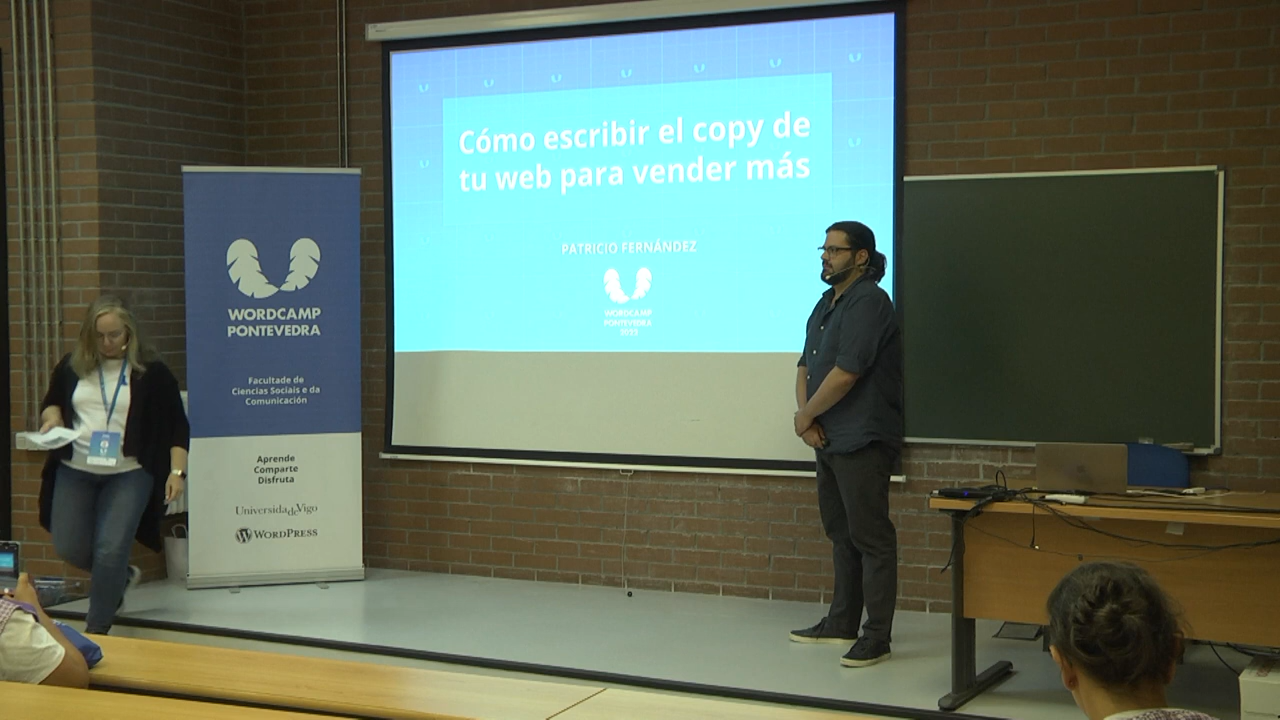 WORDCAMP
PONTEVEDRA
Facultade de
Ciencias Sociais e da
Comunicación
Aprende
Comparte
Disfruta
UniversidadeVigo
WORDPRESS
Cómo escribir el copy de
tu web para vender más
PATRICIO FERNÁNDEZ
WORDCAMP
PONTEVEDRA